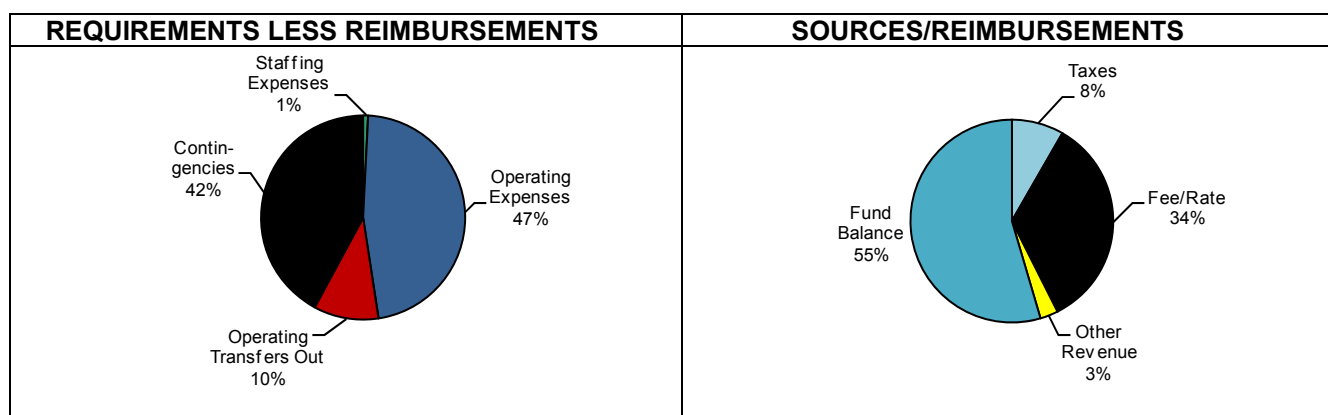 REQUIREMENTS LESS REIMBURSEMENTS
Staffing
Expenses
1%
Contin-
gencies
42%
Operating
Expenses
47%
Operating
Transfers Out
10%
SOURCES/REIMBURSEMENTS
Taxes
8%
Fee/Rate
34%
Fund
Balance
55%
Other
Revenue
3%